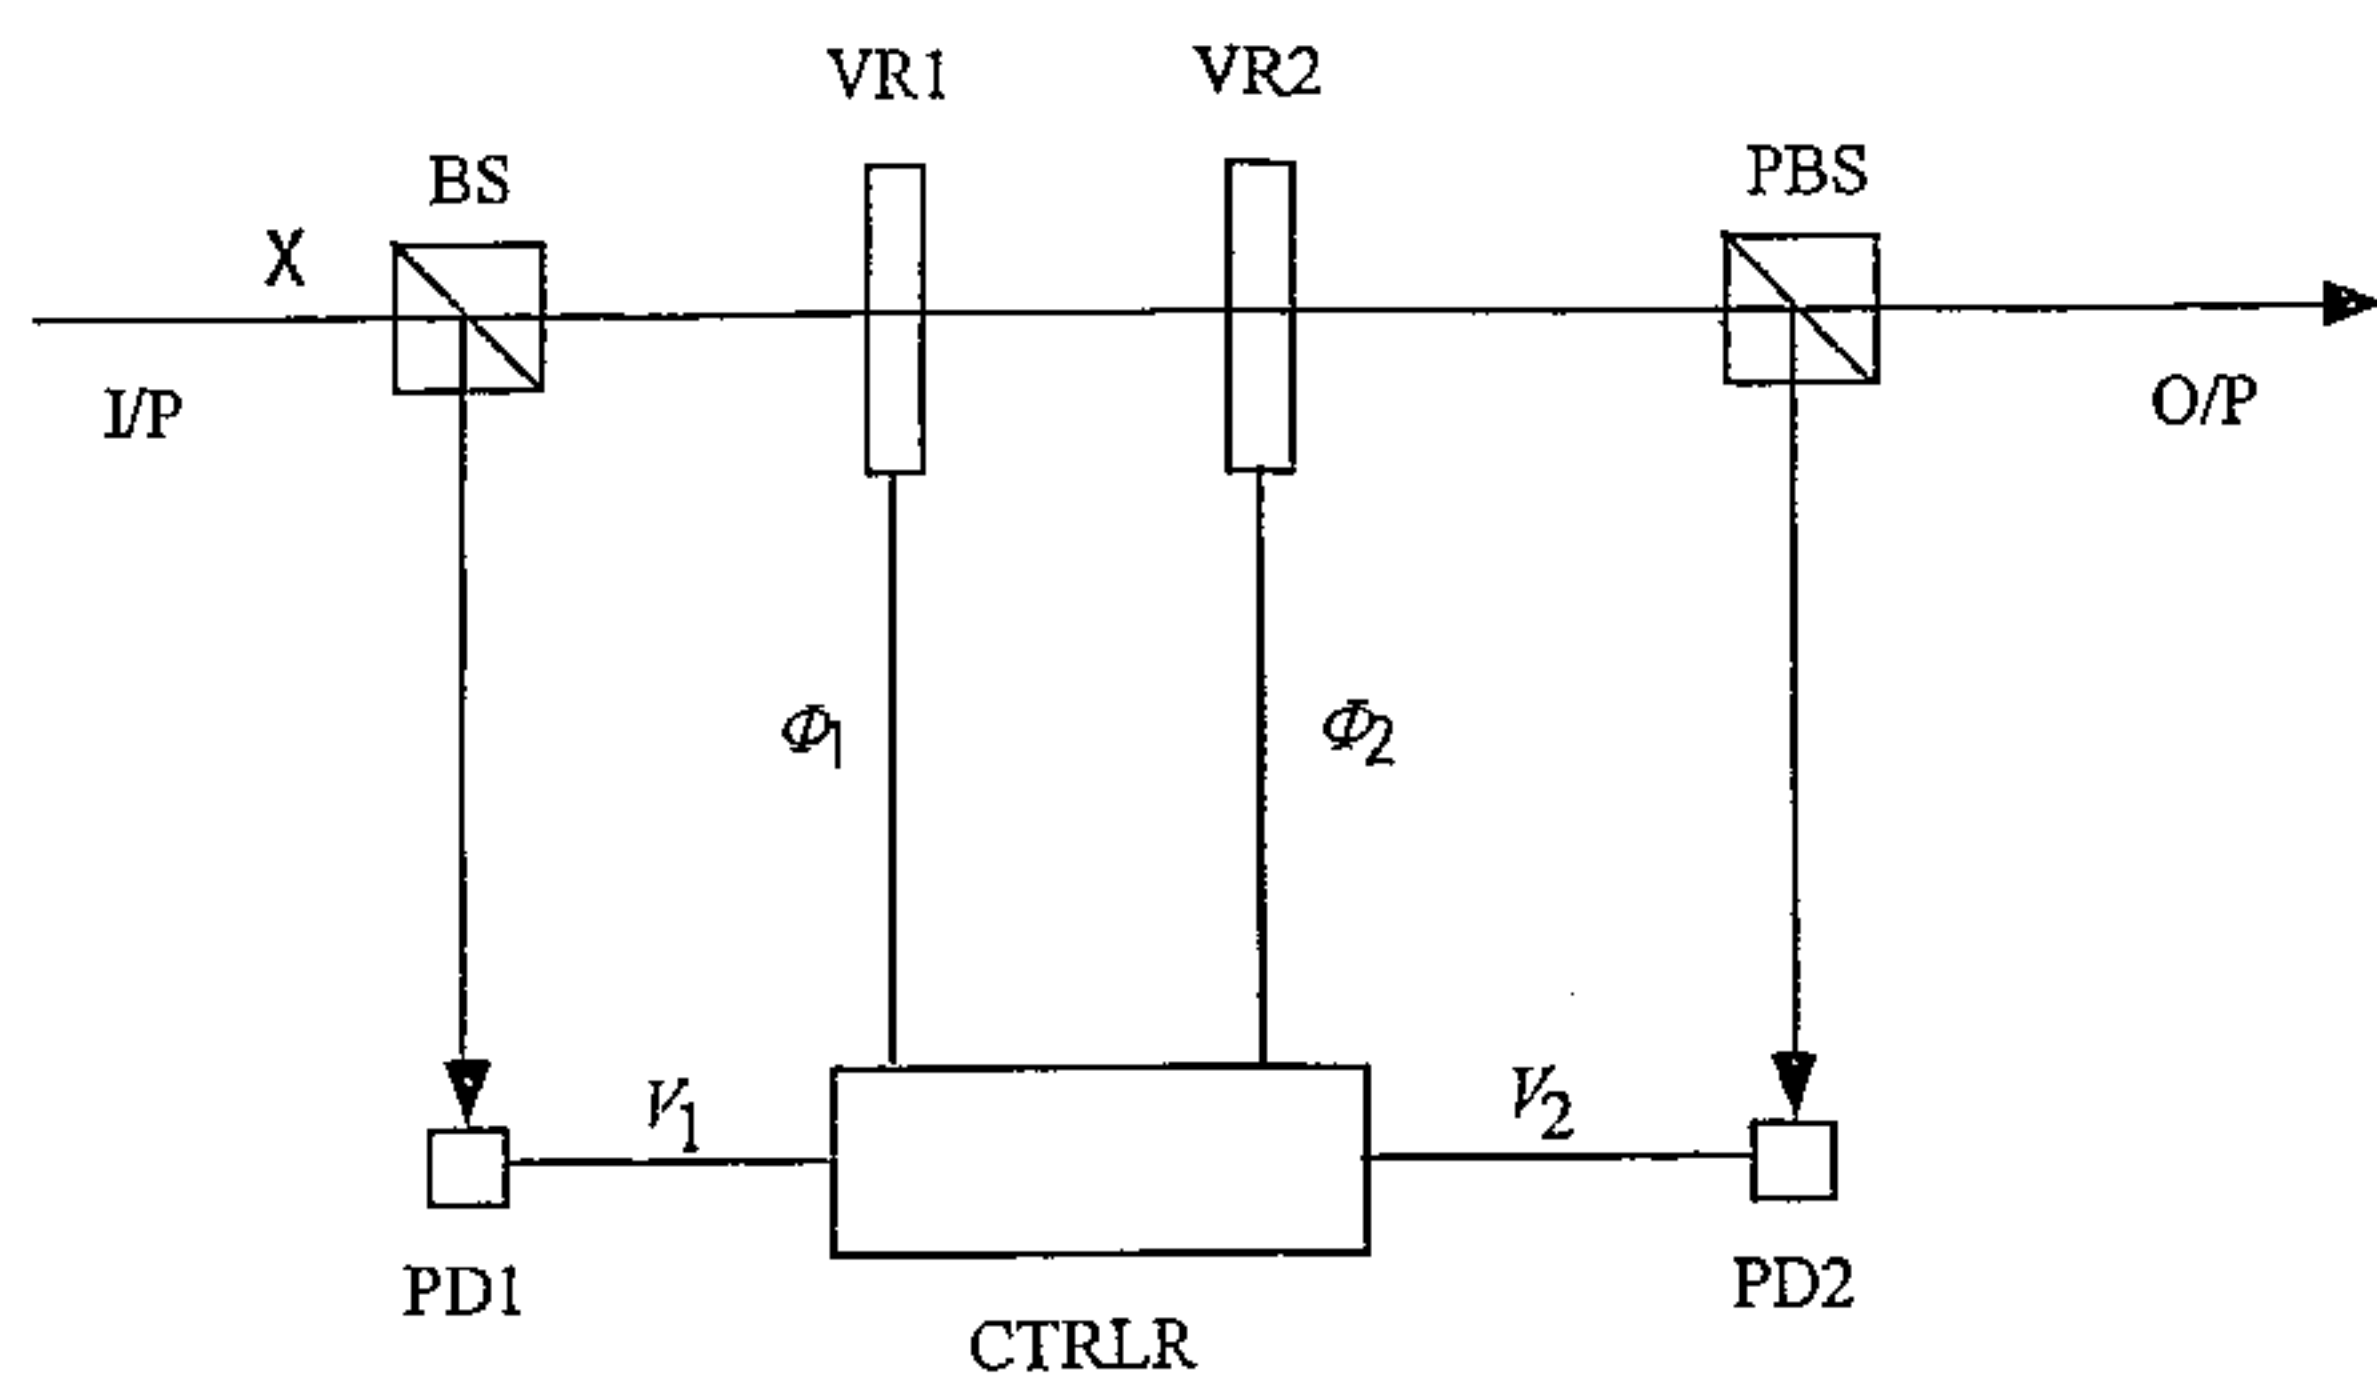 VR1
VR2
BS
PBS
X
I/P
O/P
Φ1
Φ2
V1
V2
PD1
PD2
CTRLR